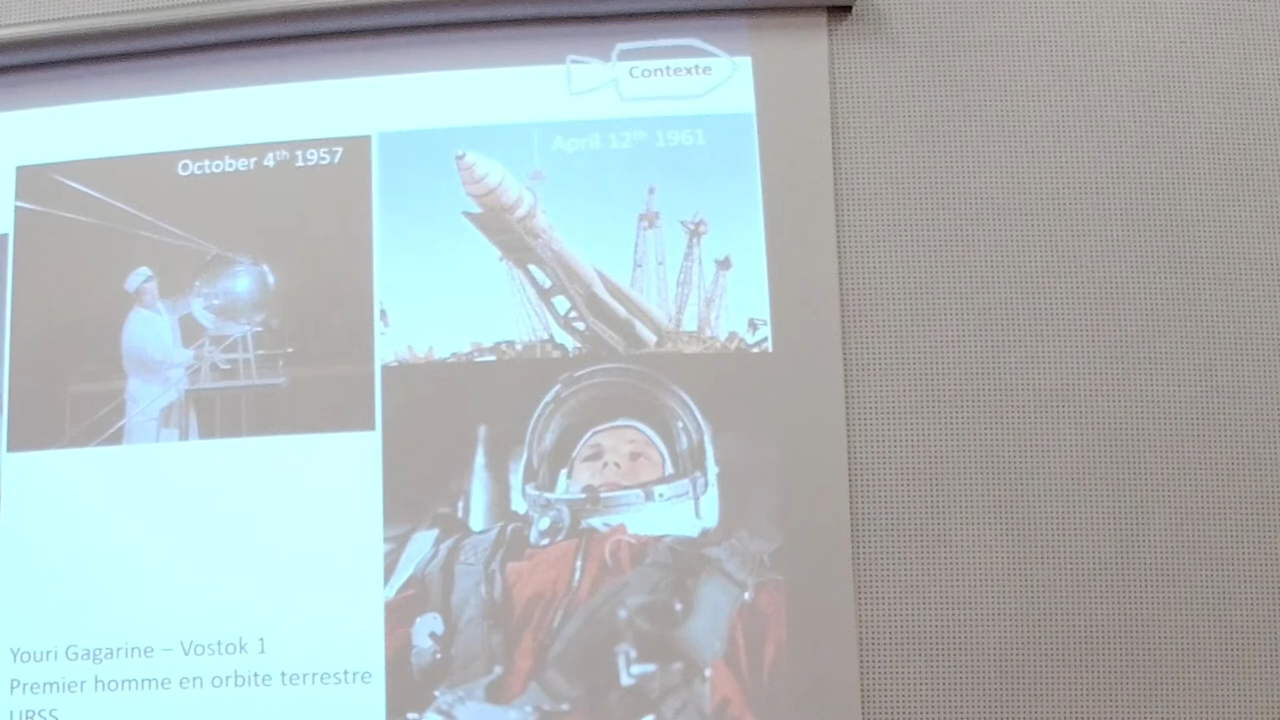 Contexte
October 4th 1957
April 12th 1961
Youri Gagarine – Vostok 1
Premier homme en orbite terrestre
URSS